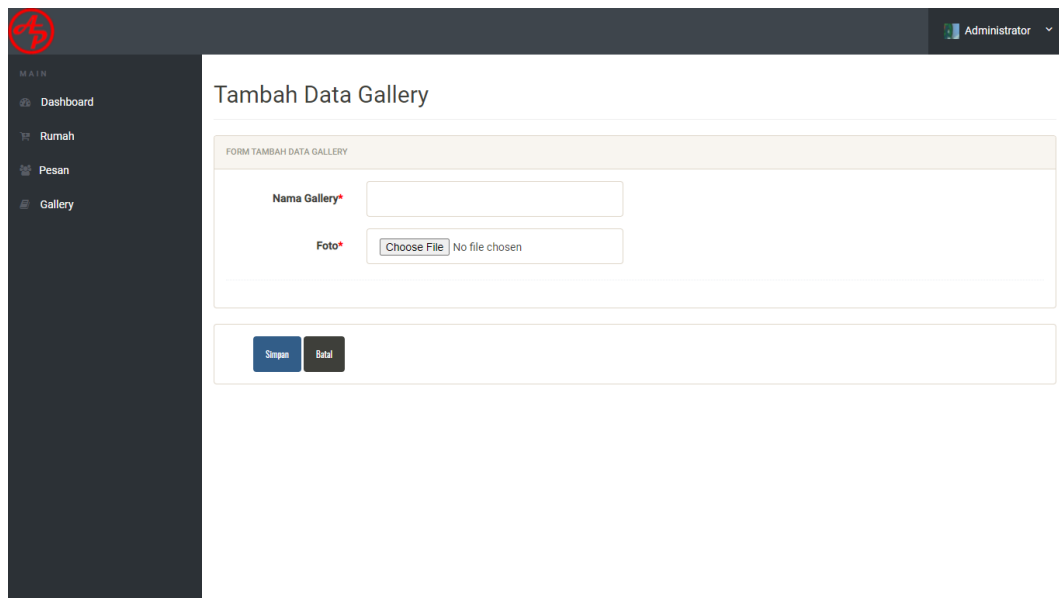 AP
Administrator
MAIN
Dashboard
Rumah
Pesan
Gallery
Tambah Data Gallery
FORM TAMBAH DATA GALLERY
Nama Gallery*
Foto*
Choose File No file chosen
Simpan
Batal